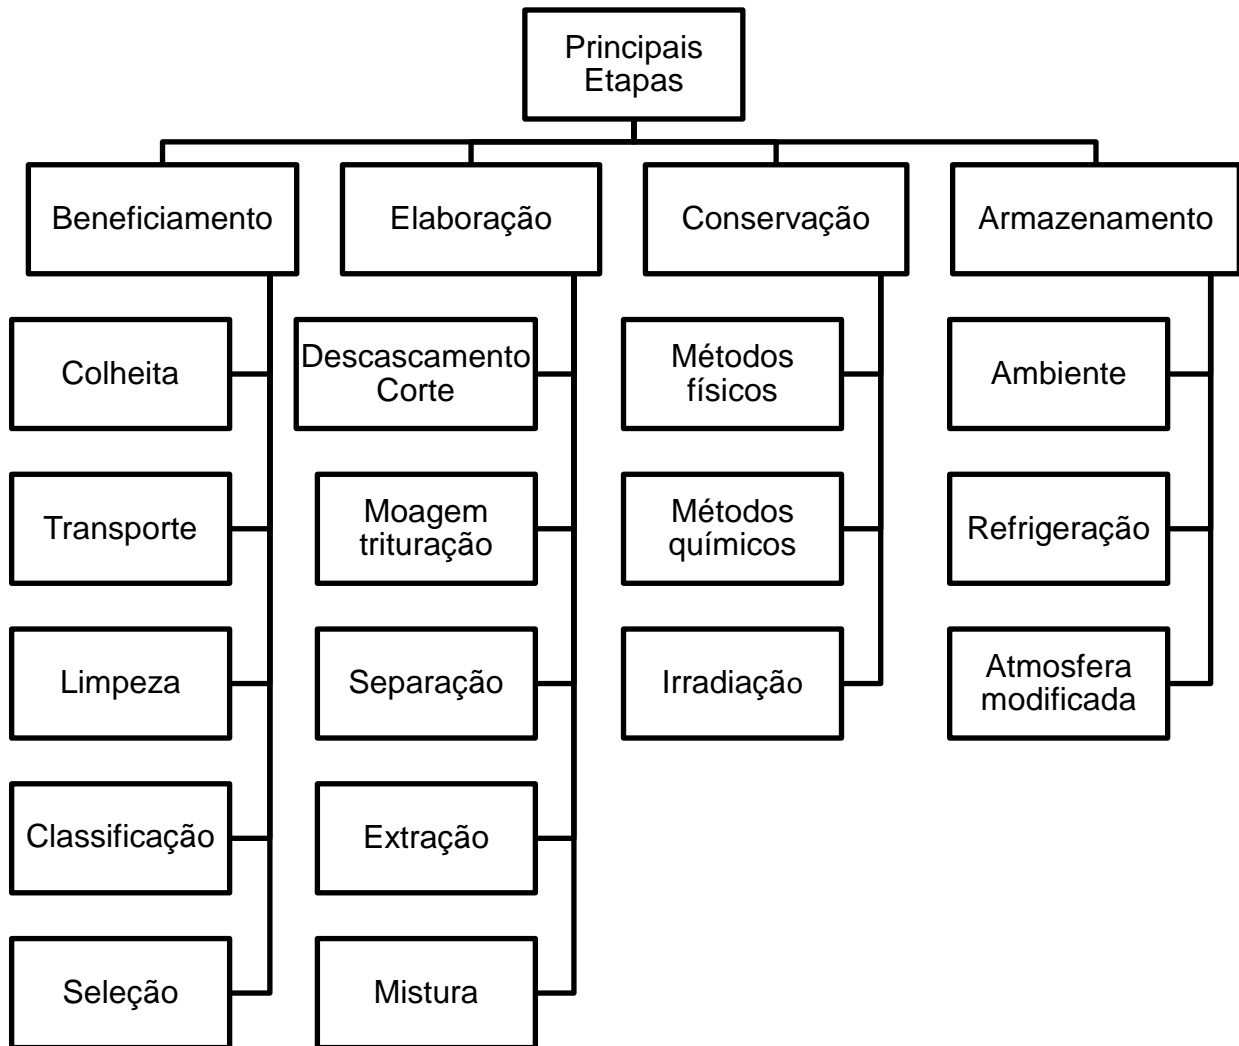 Principais
Etapas
Beneficiamento
Elaboração
Conservação
Armazenamento
Colheita
Descascamento
Corte
Métodos
físicos
Ambiente
Transporte
Moagem
trituração
Métodos
químicos
Refrigeração
Limpeza
Separação
Irradiação
Atmosfera
modificada
Classificação
Extração
Seleção
Mistura